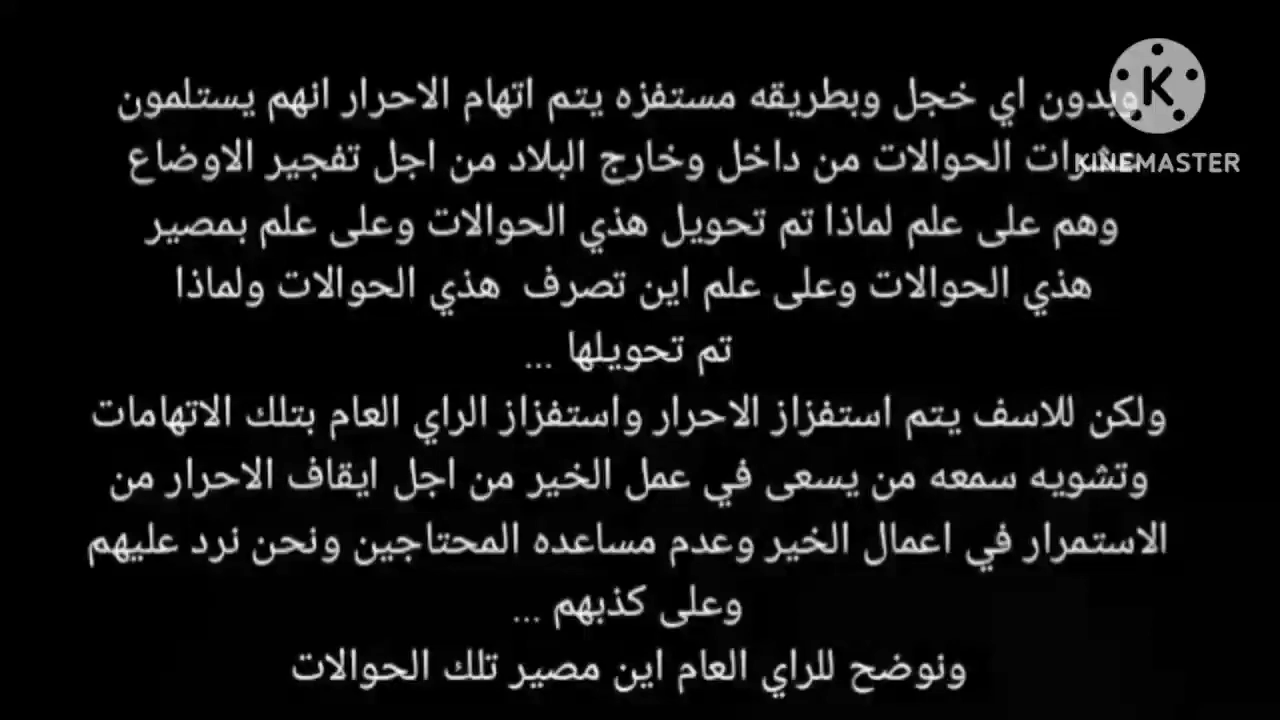 وبدون اي خجل وبطريقه مستفزه يتم اتهام الاحرار انهم يستلمون
الحوالات من داخل وخارج البلاد من اجل تفجير الاوضاع
وهم على علم لماذا تم تحويل هذي الحوالات وعلى علم بمصير
هذي الحوالات وعلى علم اين تصرف هذي الحوالات ولماذا
تم تحويلها ...
ولكن للاسف يتم استفزاز الاحرار واستفزاز الراي العام بتلك الاتهامات
وتشويه سمعه من يسعى في عمل الخير من اجل ايقاف الاحرار من
الاستمرار في اعمال الخير وعدم مساعده المحتاجين ونحن نرد عليهم
وعلى كذبهم ...
ونوضح للراي العام اين مصير تلك الحوالات
K
KINEMASTER